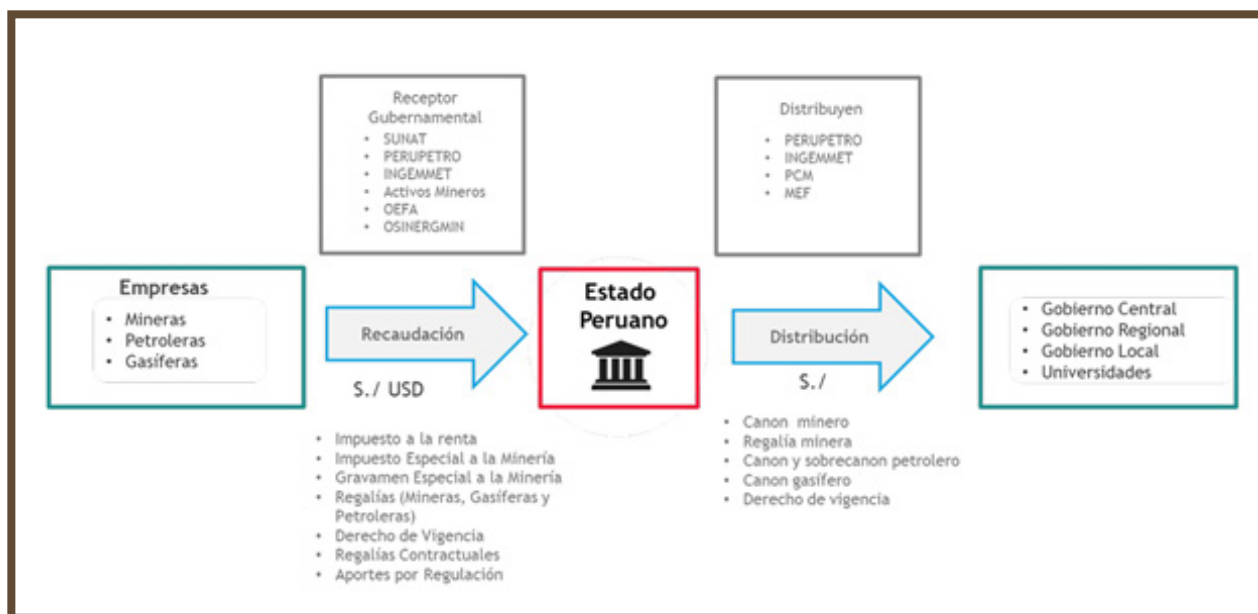 Receptor
Gubernamental
• SUNAT
• PERUPETRO
• INGEMMET
• Activos Mineros
• OEFA
• OSINERGMIN
Distribuyen
• PERUPETRO
• INGEMMET
• PCM
• MEF
Empresas
• Mineras
• Petroleras
• Gasíferas
Recaudación
S./ USD
• Impuesto a la renta
• Impuesto Especial a la Minería
• Gravamen Especial a la Minería
• Regalías (Mineras, Gasíferas y
Petroleras)
• Derecho de Vigencia
• Regalías Contractuales
• Aportes por Regulación
Estado
Peruano
Distribución
S./
• Canon minero
• Regalía minera
• Canon y sobrecanon petrolero
• Canon gasífero
• Derecho de vigencia
• Gobierno Central
• Gobierno Regional
• Gobierno Local
• Universidades